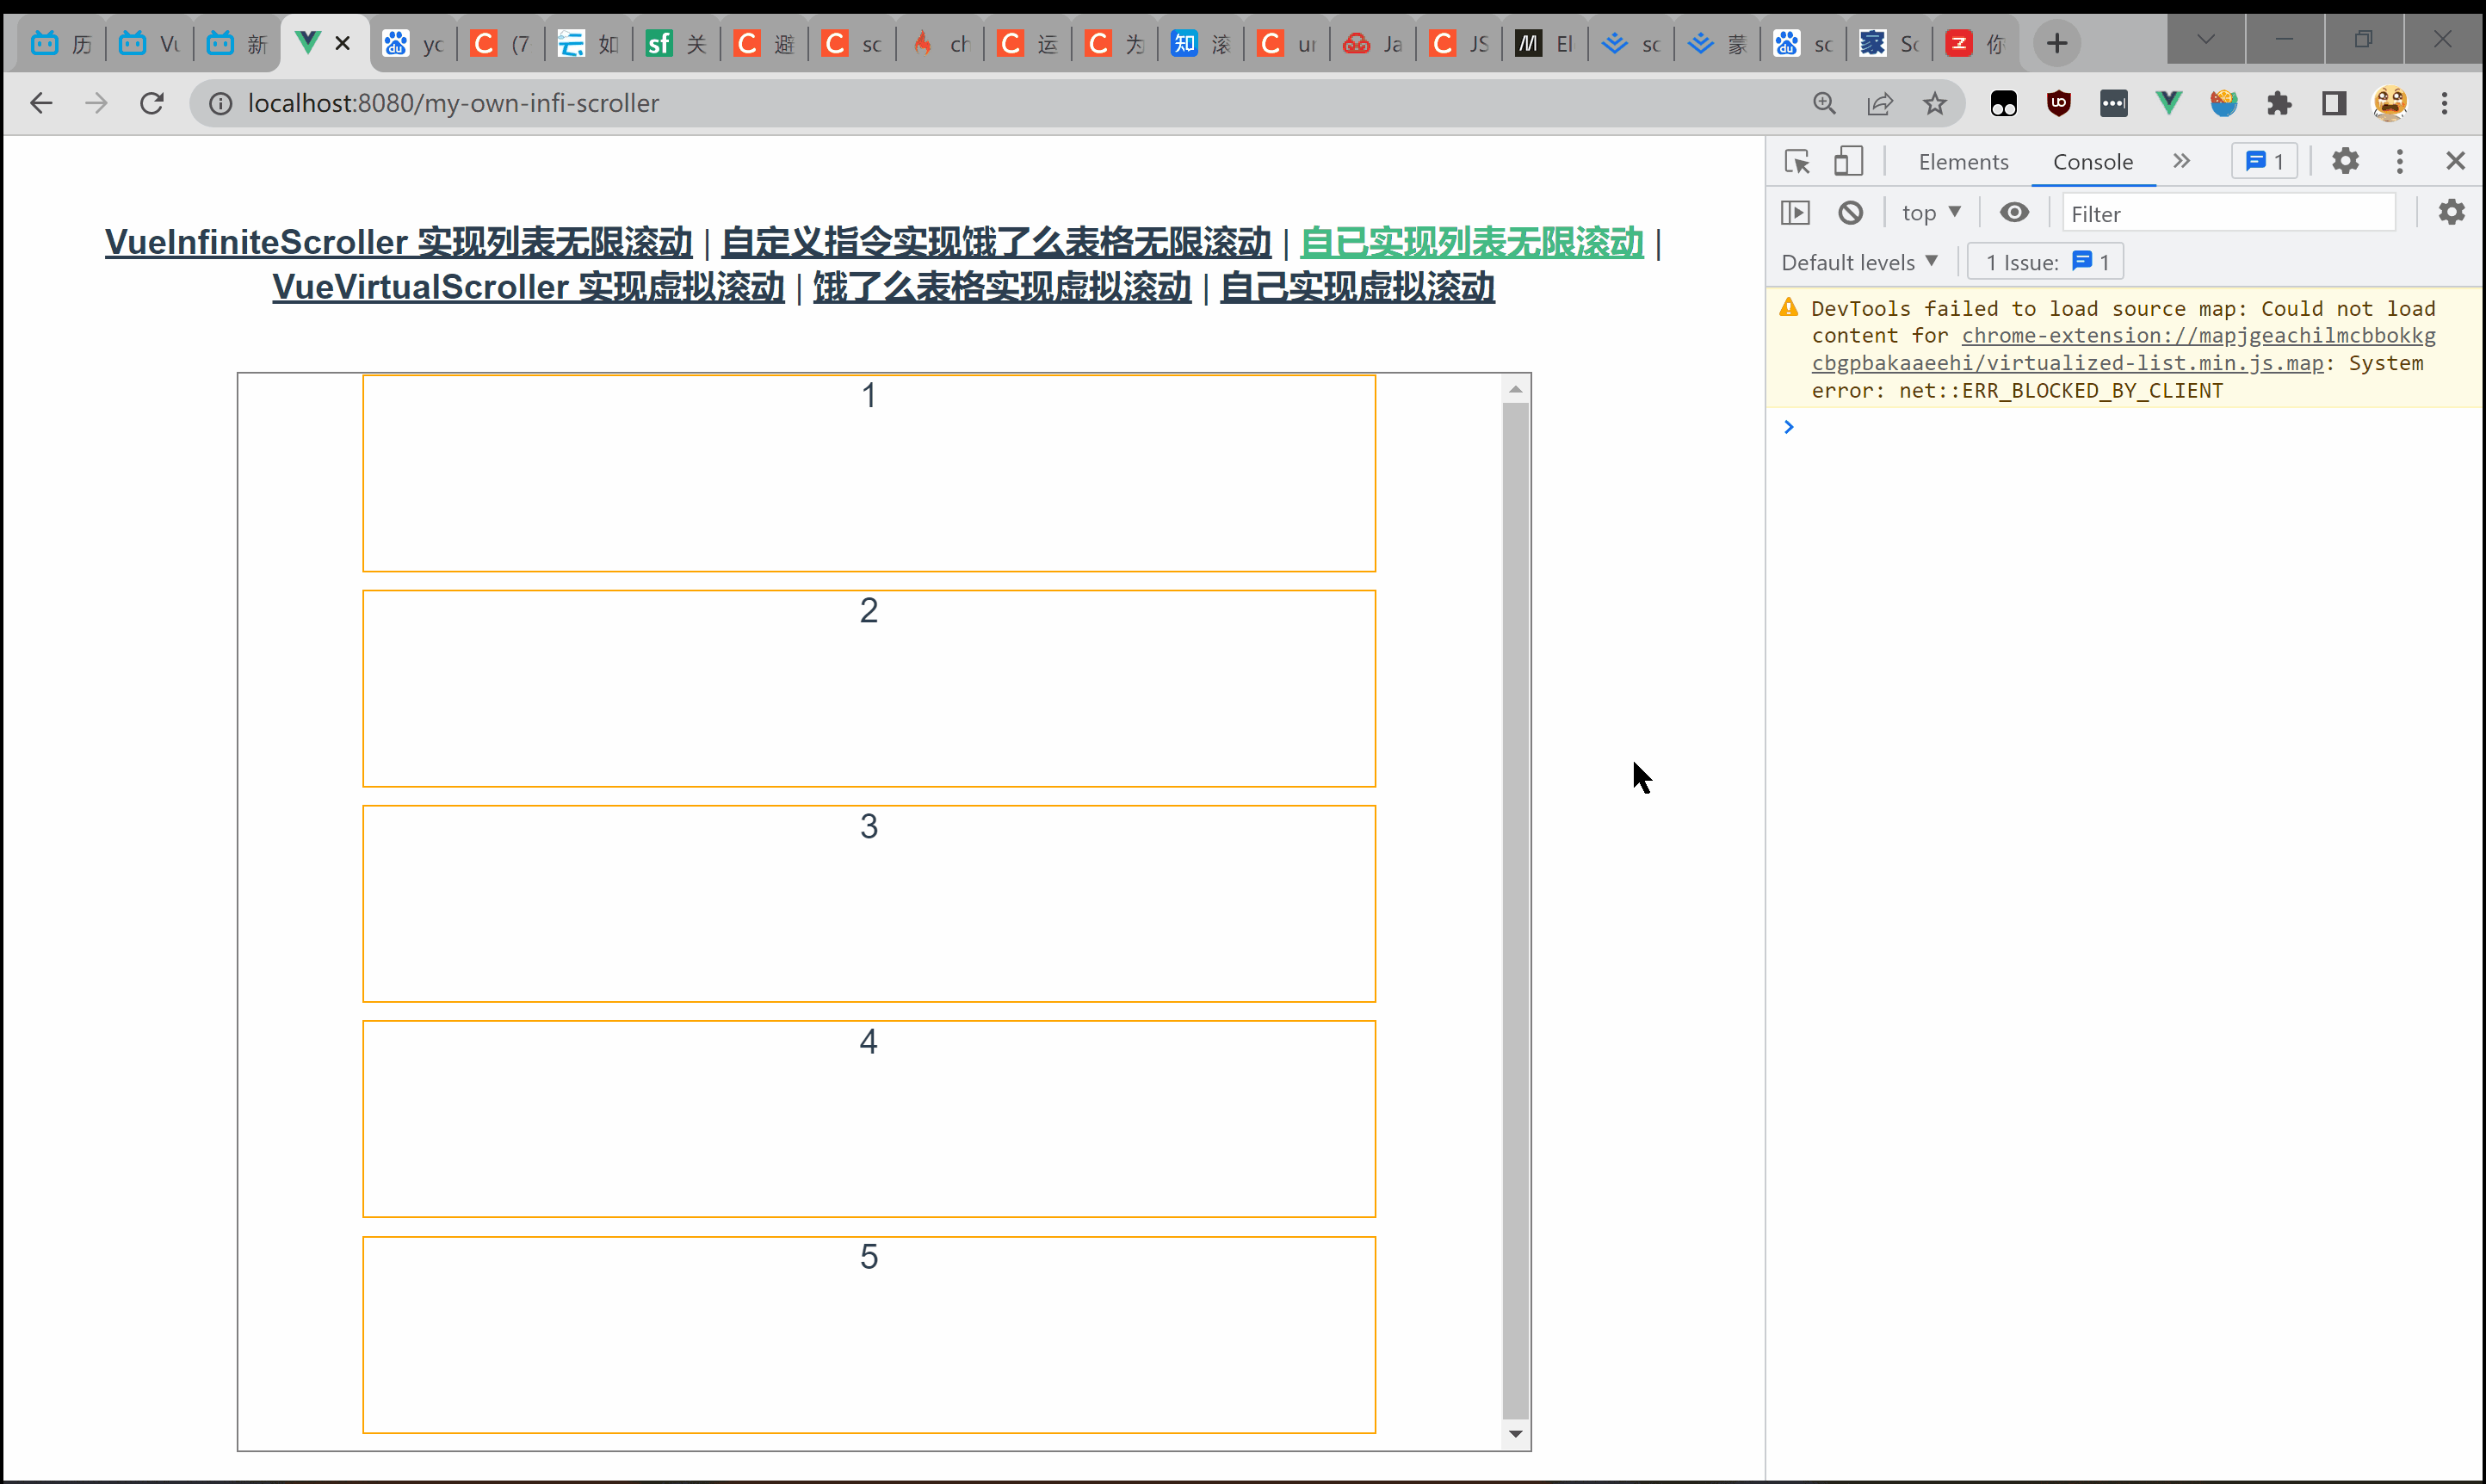 历
Vu
新
yc
(7
如
关
避
sc
ch
运
为
滚
ur
Ja
JS
El
sc
蒙
sc
Sc
你
localhost:8080/my-own-infi-scroller
VueInfiniteScroller 实现列表无限滚动 | 自定义指令实现饿了么表格无限滚动 | 自己实现列表无限滚动 |
VueVirtualScroller 实现虚拟滚动 | 饿了么表格实现虚拟滚动 | 自己实现虚拟滚动
1
2
3
4
5
Elements
Console
1
top
Filter
Default levels
1 Issue: 1
DevTools failed to load source map: Could not load
content for chrome-extension://mapjgeachilmcbbokkg
cbgpbakaaeehi/virtualized-list.min.js.map: System
error: net::ERR_BLOCKED_BY_CLIENT